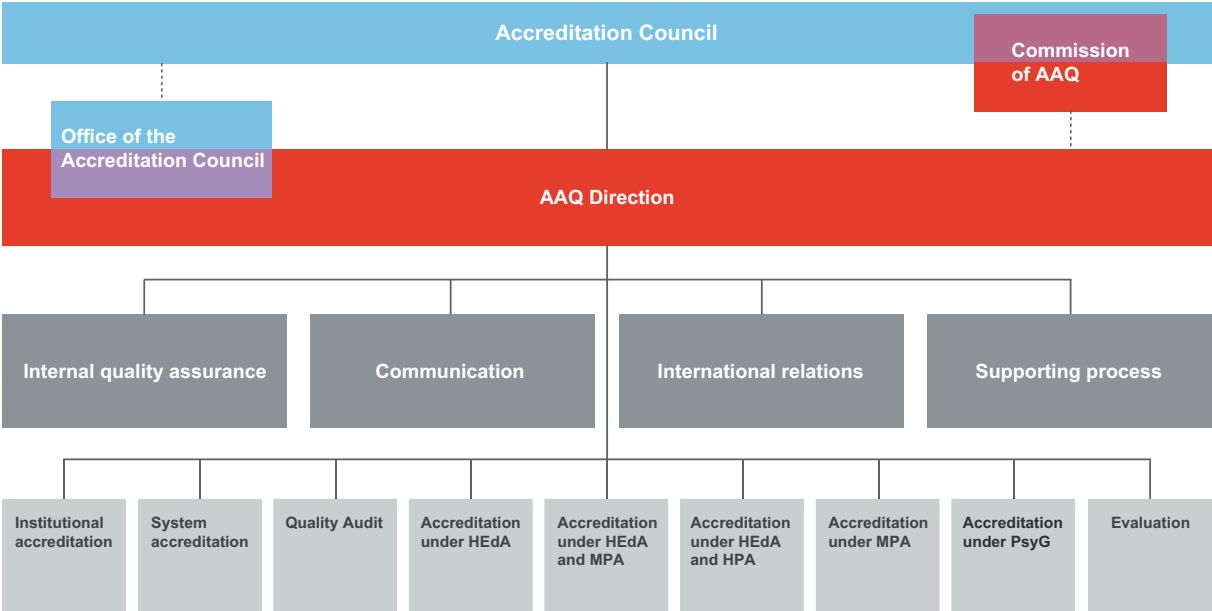 Accreditation Council
Commission
of AAQ
Office of the
Accreditation Council
AAQ Direction
Internal quality assurance
Communication
International relations
Supporting process
Institutional
accreditation
System
accreditation
Quality Audit
Accreditation
under HEdA
Accreditation
under HEdA
and MPA
Accreditation
under HEdA
and HPA
Accreditation
under MPA
Accreditation
under PsyG
Evaluation